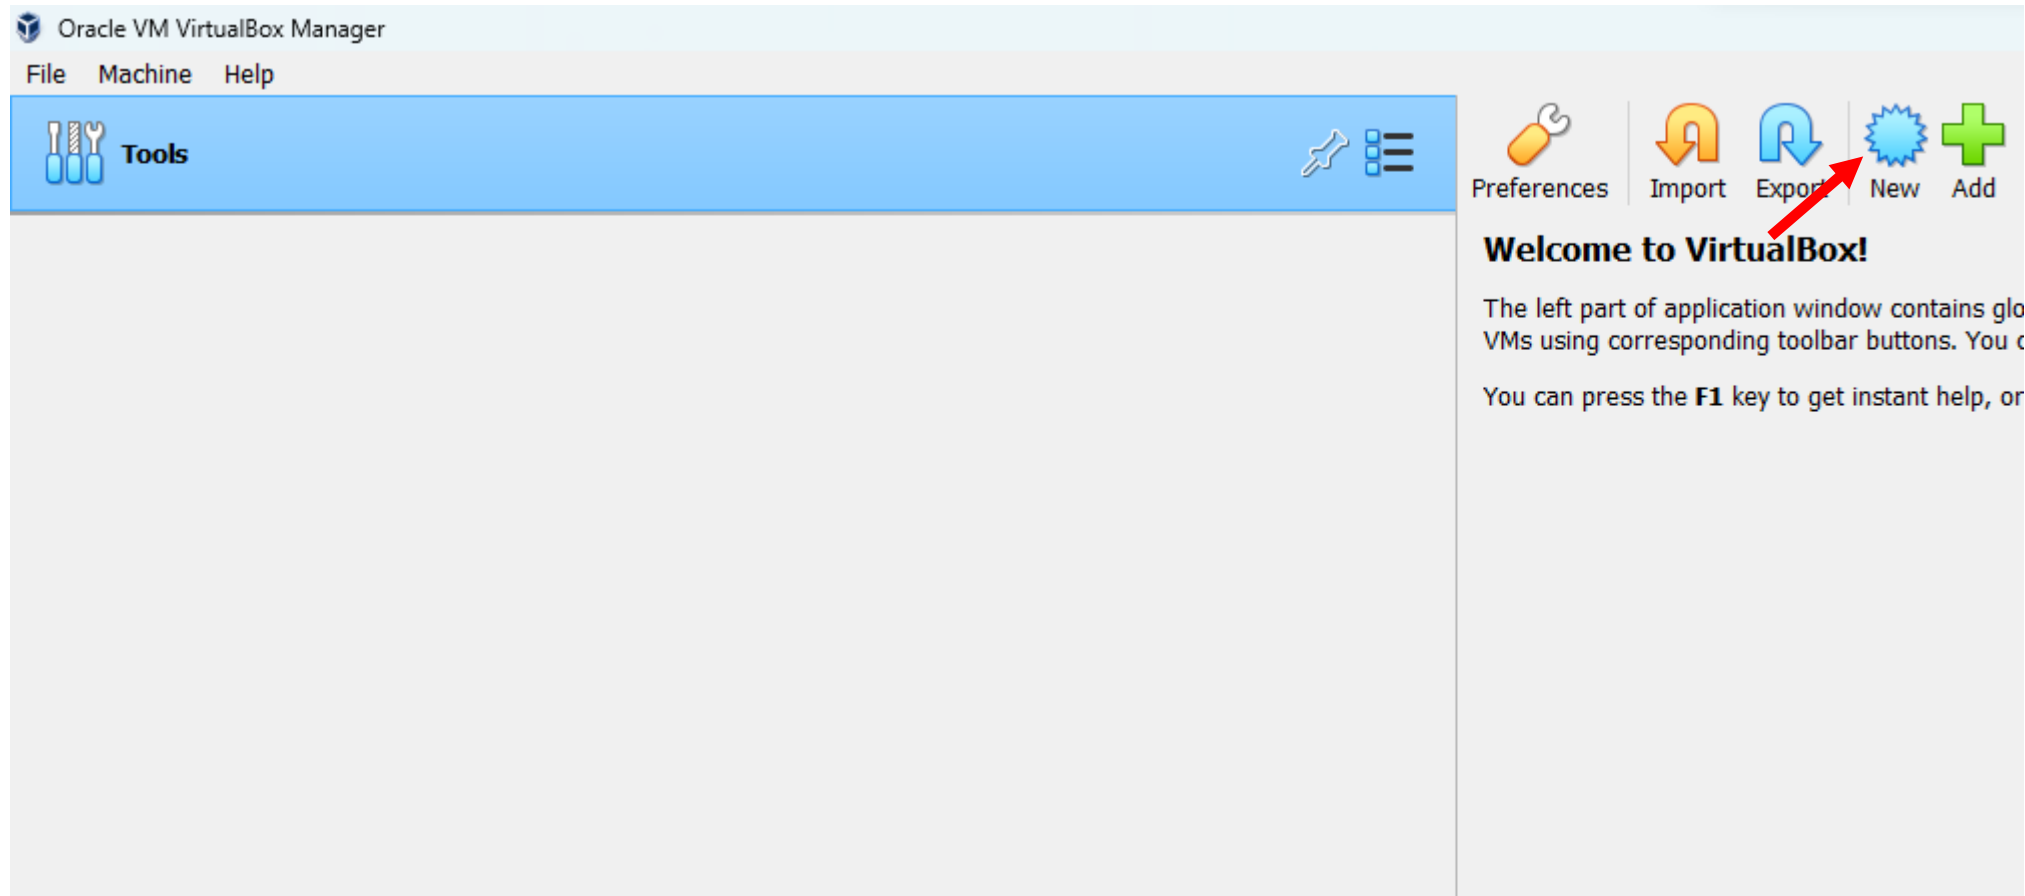 Oracle VM VirtualBox Manager
File Machine Help
Tools
Preferences Import Export New Add
Welcome to VirtualBox!
The left part of application window contains glo
VMs using corresponding toolbar buttons. You c
You can press the F1 key to get instant help, or